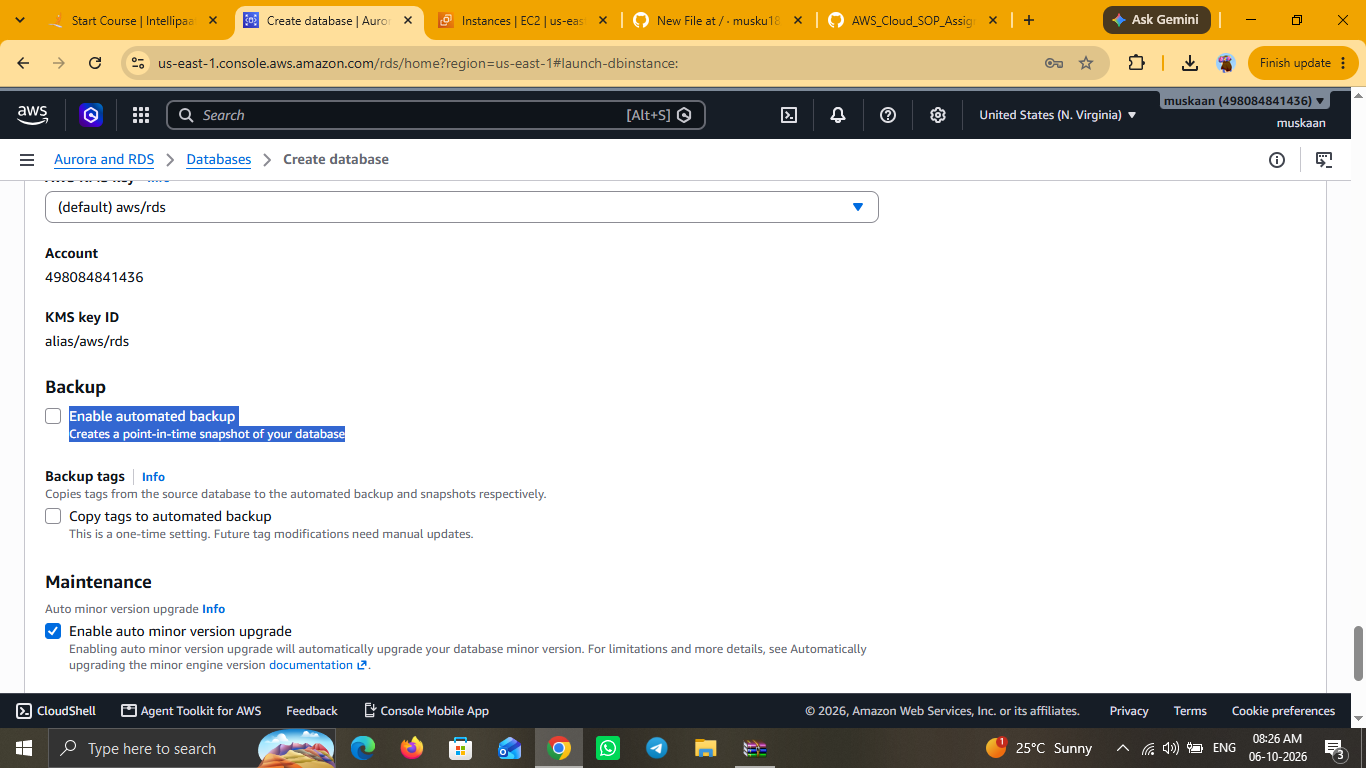 Start Course | Intellipaa
Create database | Auro
Instances | EC2 | us-eas
New File at / · musku18
AWS_Cloud_SOP_Assig
Ask Gemini
us-east-1.console.aws.amazon.com/rds/home?region=us-east-1#launch-dbinstance:
Finish update
aws
Search
[Alt+S]
United States (N. Virginia)
muskaan (498084841436)
muskaan
Aurora and RDS
Databases
Create database
(default) aws/rds
Account
498084841436
KMS key ID
alias/aws/rds
Backup
Enable automated backup
Creates a point-in-time snapshot of your database
Backup tags Info
Copies tags from the source database to the automated backup and snapshots respectively.
Copy tags to automated backup
This is a one-time setting. Future tag modifications need manual updates.
Maintenance
Auto minor version upgrade Info
Enable auto minor version upgrade
Enabling auto minor version upgrade will automatically upgrade your database minor version. For limitations and more details, see Automatically
upgrading the minor engine version documentation.
CloudShell
Agent Toolkit for AWS
Feedback
Console Mobile App
© 2026, Amazon Web Services, Inc. or its affiliates.
Privacy
Terms
Cookie preferences
Type here to search
1
25°C Sunny
ENG
08:26 AM
06-10-2026
3